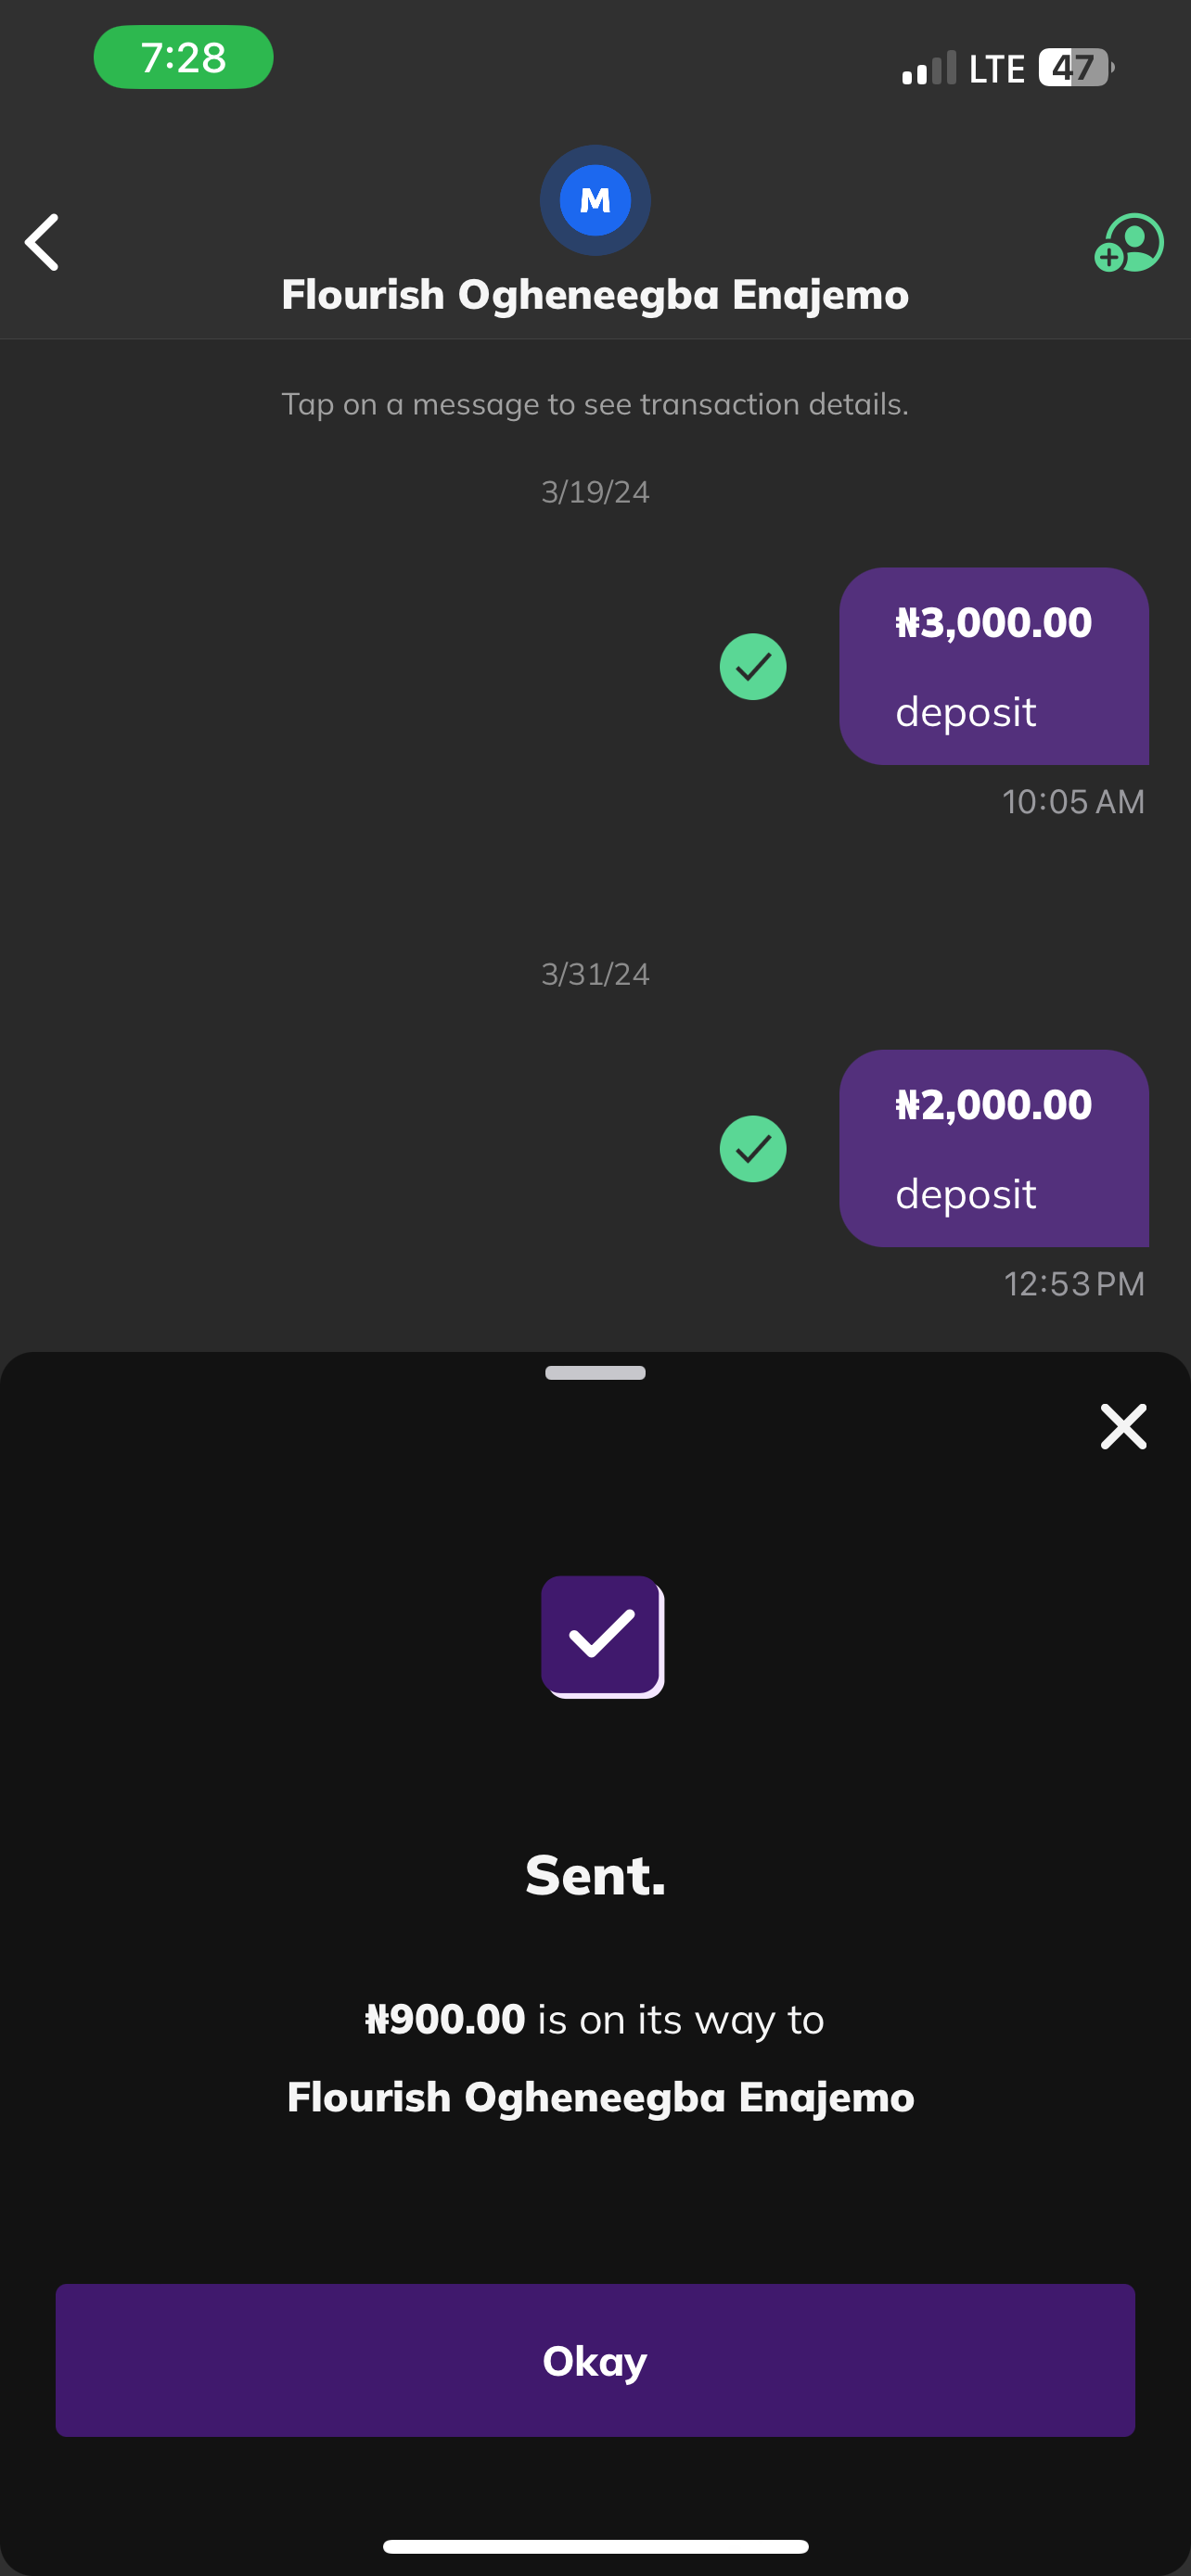 7:28
LTE 47
M
Flourish Ogheneegba Enajemo
Tap on a message to see transaction details.
3/19/24
₦3,000.00
deposit
10:05 AM
3/31/24
₦2,000.00
deposit
12:53 PM
Sent.
₦900.00 is on its way to
Flourish Ogheneegba Enajemo
Okay